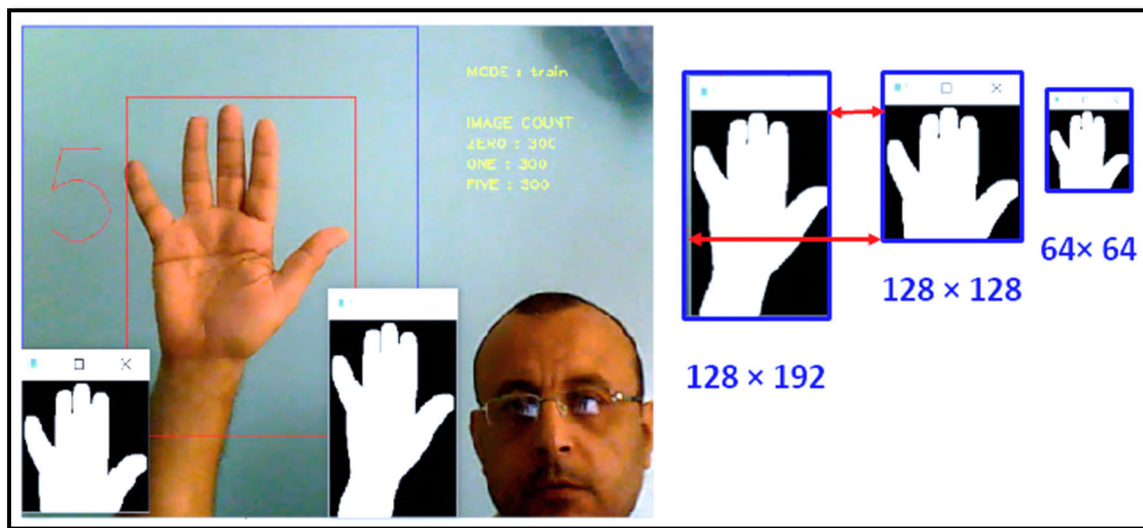 MODE : train
IMAGE COUNT
ZERO : 300
ONE : 300
FIVE : 300
5
128 × 192
128 × 128
64× 64